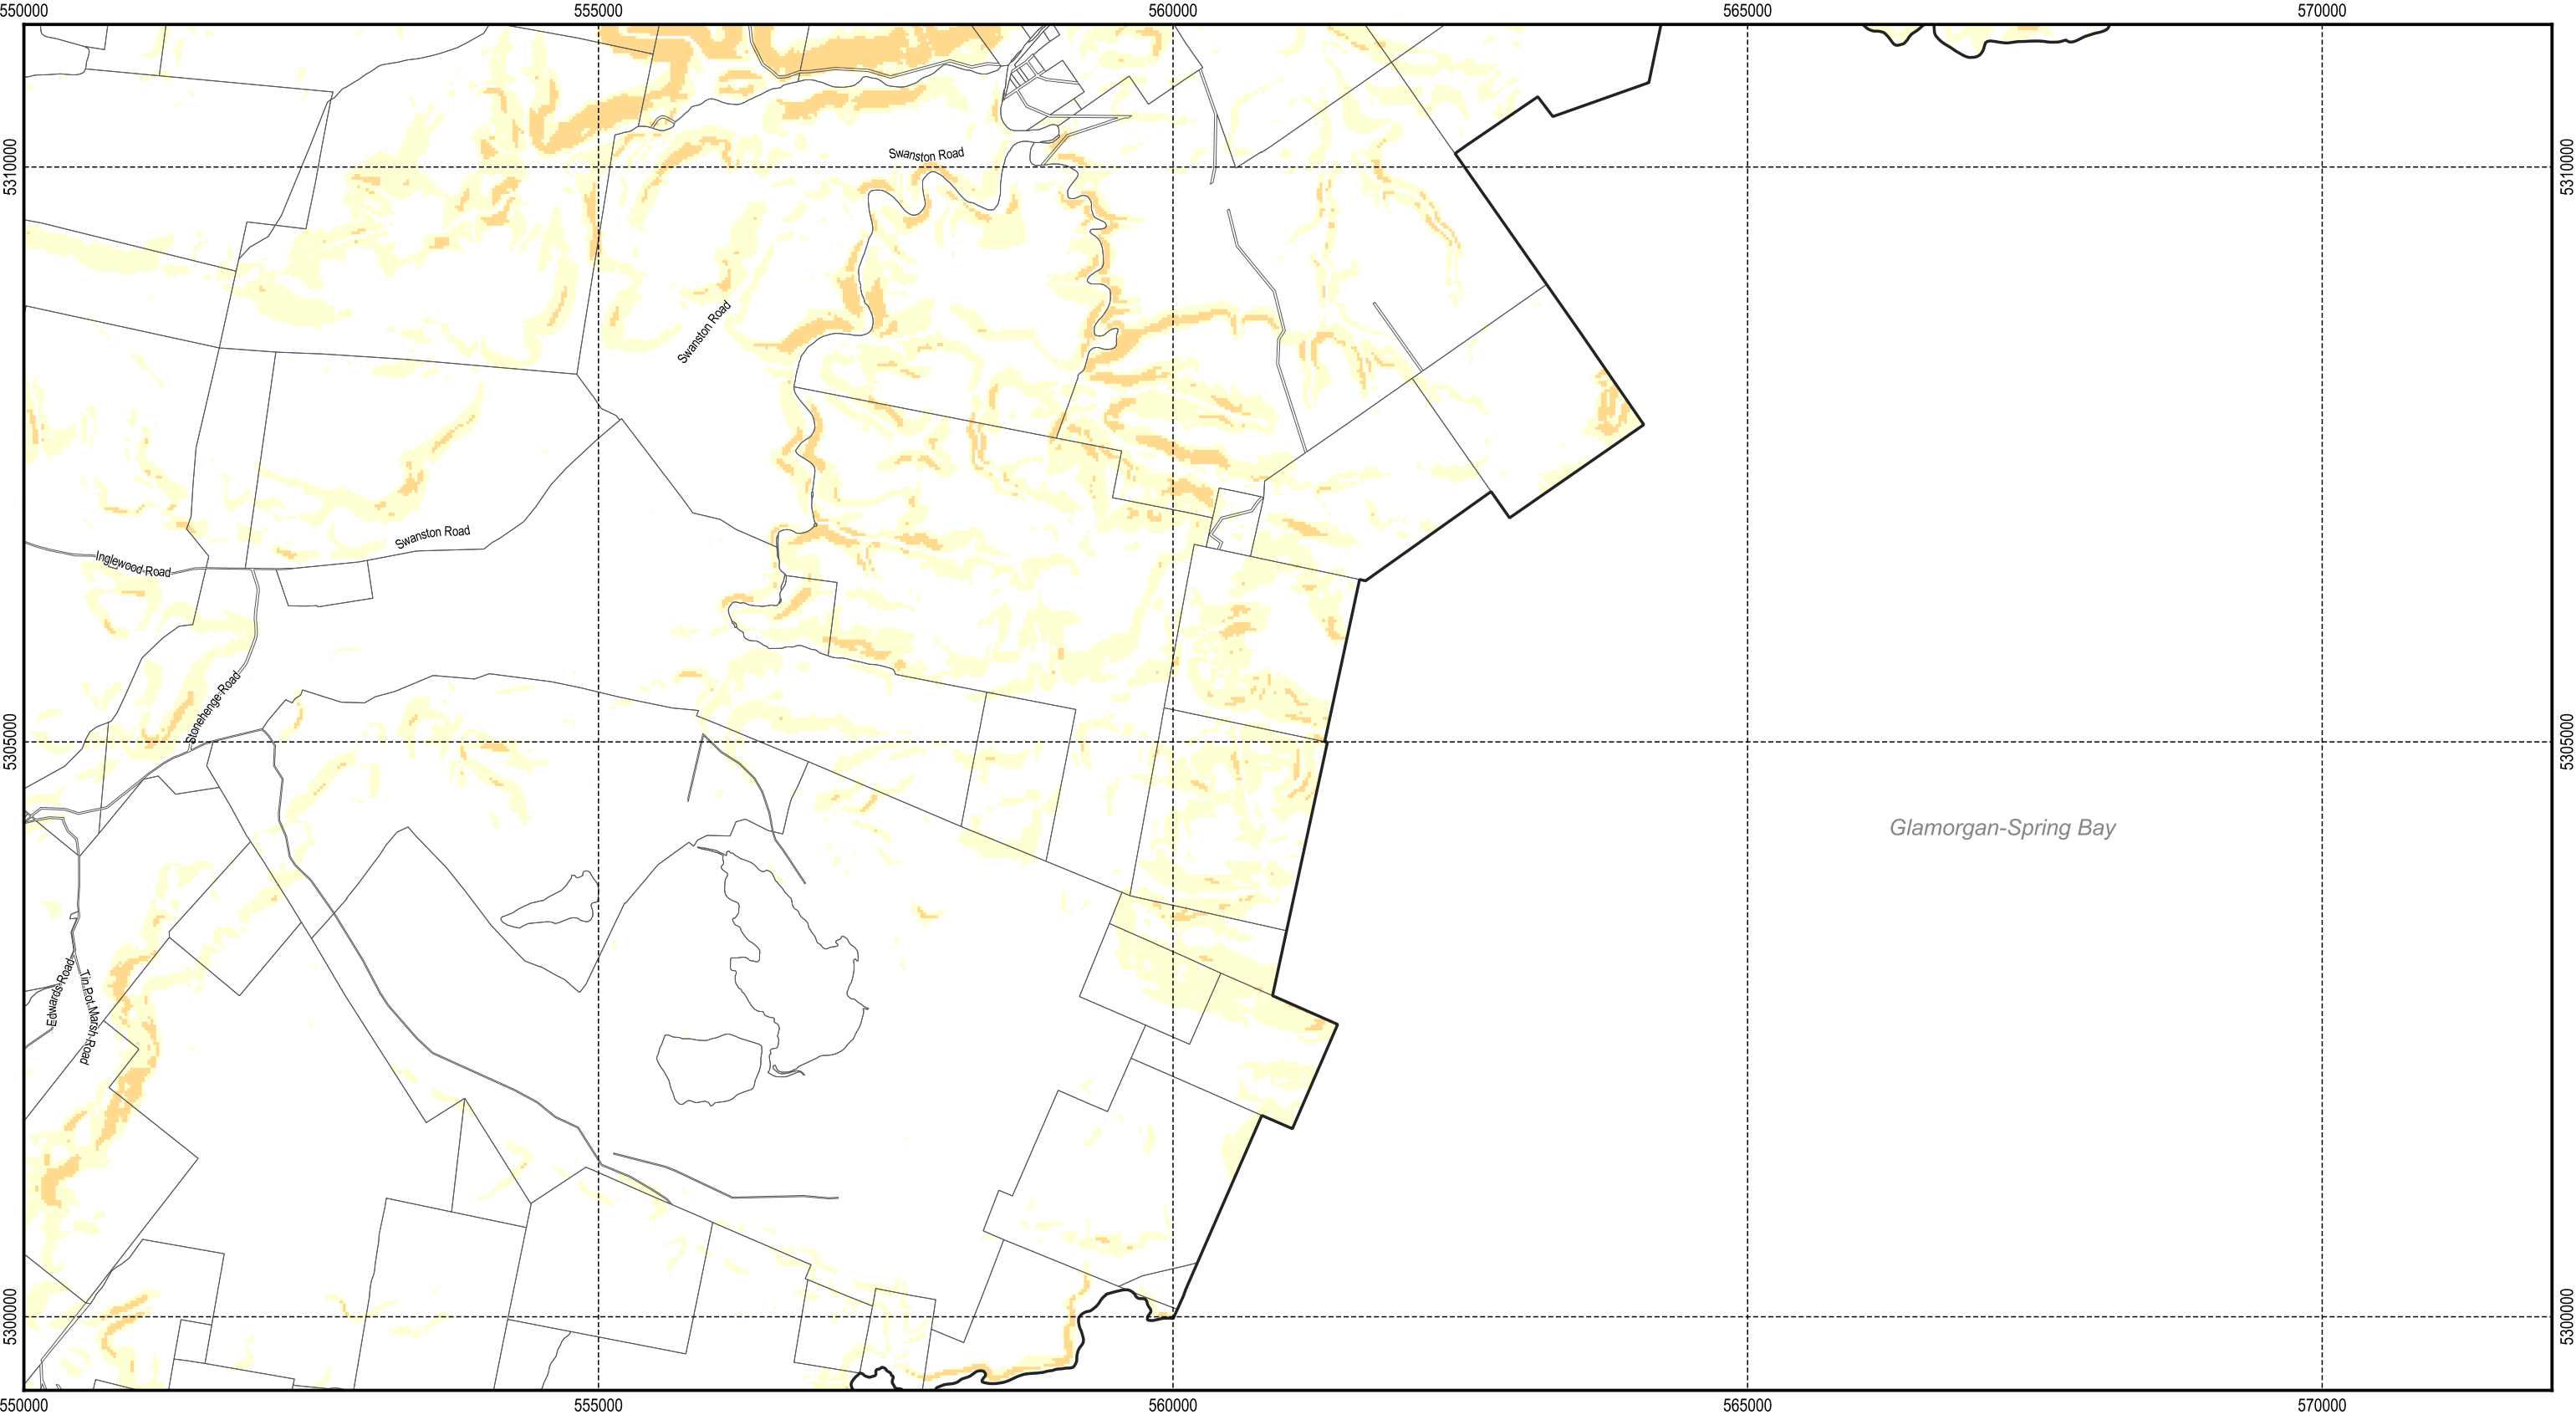 550000
555000
560000
565000
570000
5310000
5310000
Swanston Road
Swanston Road
Swanston Road
Inglewood Road
Stonehenge Road
5305000
5305000
Glamorgan-Spring Bay
Edwards Road
Tin Pot Marsh Road
5300000
5300000
550000
555000
560000
565000
570000